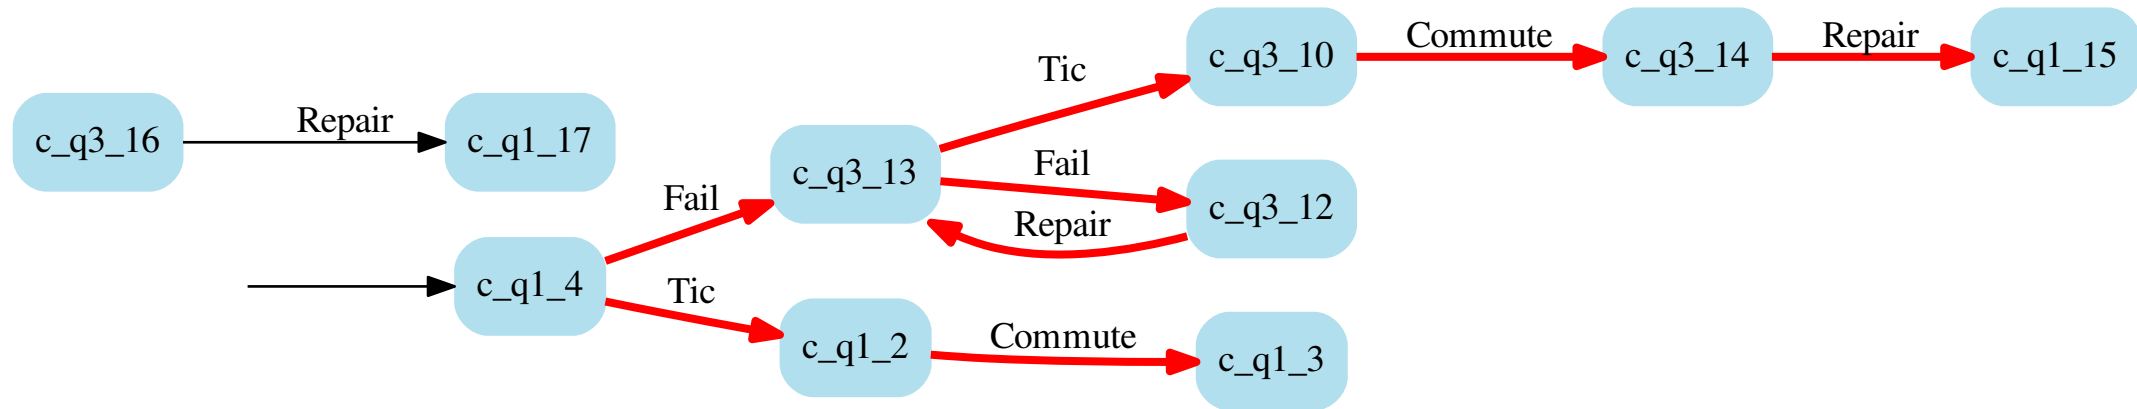 c_q3_16
Repair
c_q1_17
c_q1_4
Fail
Tic
c_q3_13
c_q1_2
Tic
Fail
Repair
Commute
c_q3_10
c_q3_12
c_q1_3
Commute
c_q3_14
Repair
c_q1_15